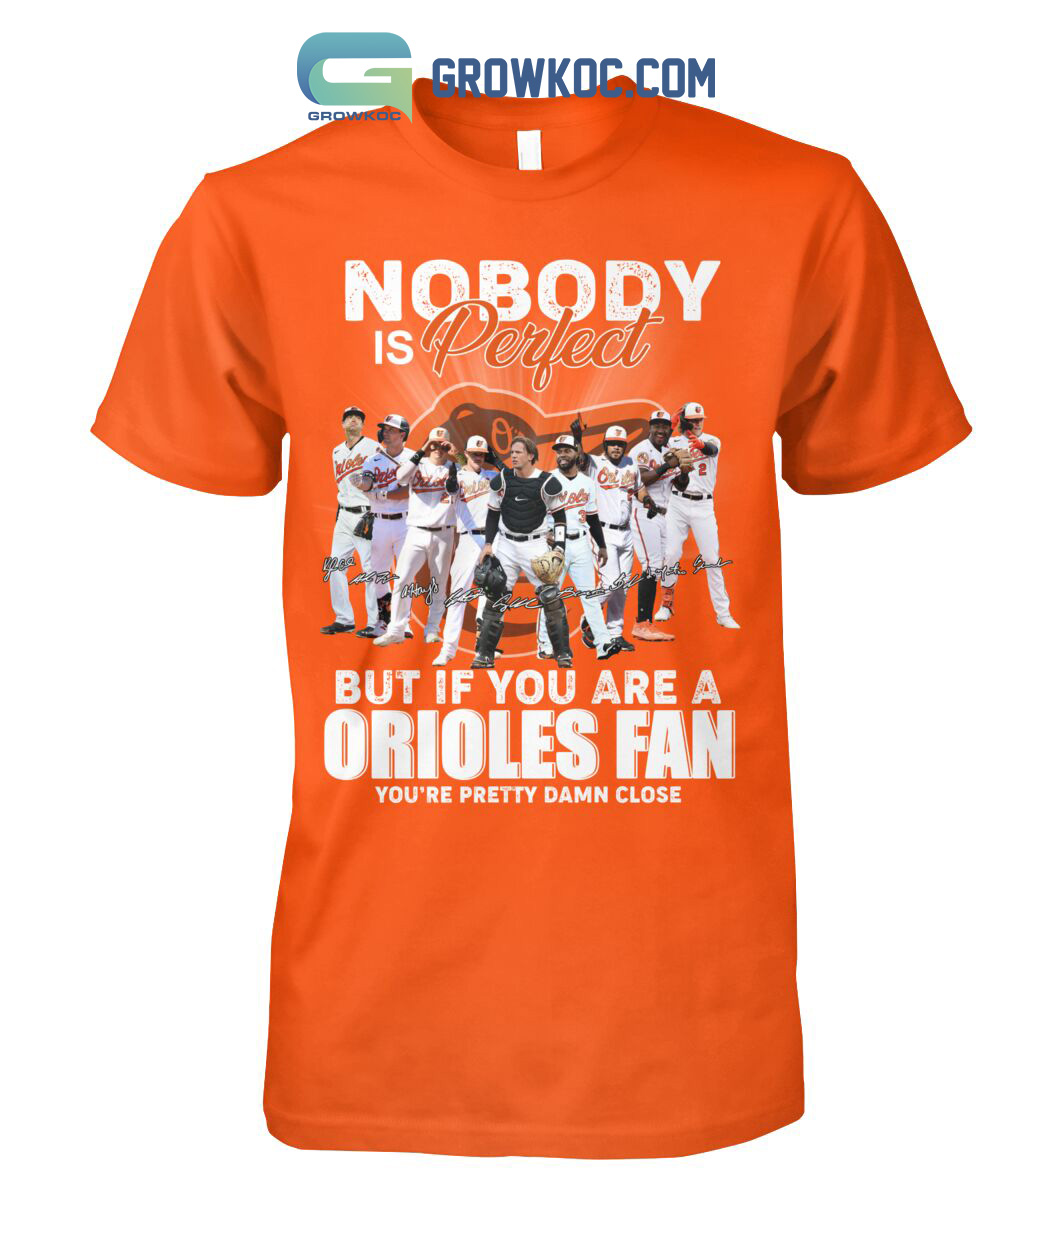 GROWKOC.COM
GROWKOC
NOBODY
IS Perfect
BUT IF YOU ARE A
ORIOLES FAN
YOU'RE PRETTY DAMN CLOSE